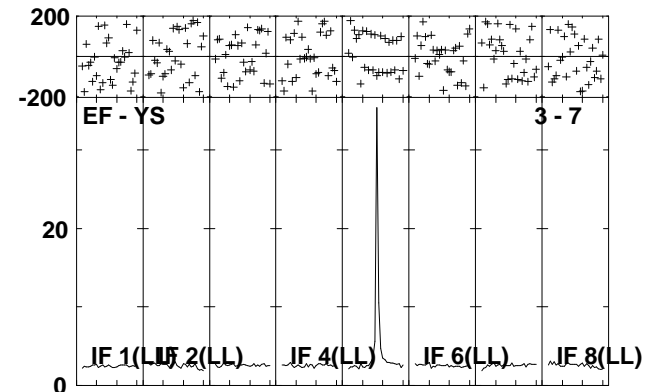 200
-200
EF - YS
3 - 7
20
IF 1(LL)
IF 2(LL)
IF 4(LL)
IF 6(LL)
IF 8(LL)
0